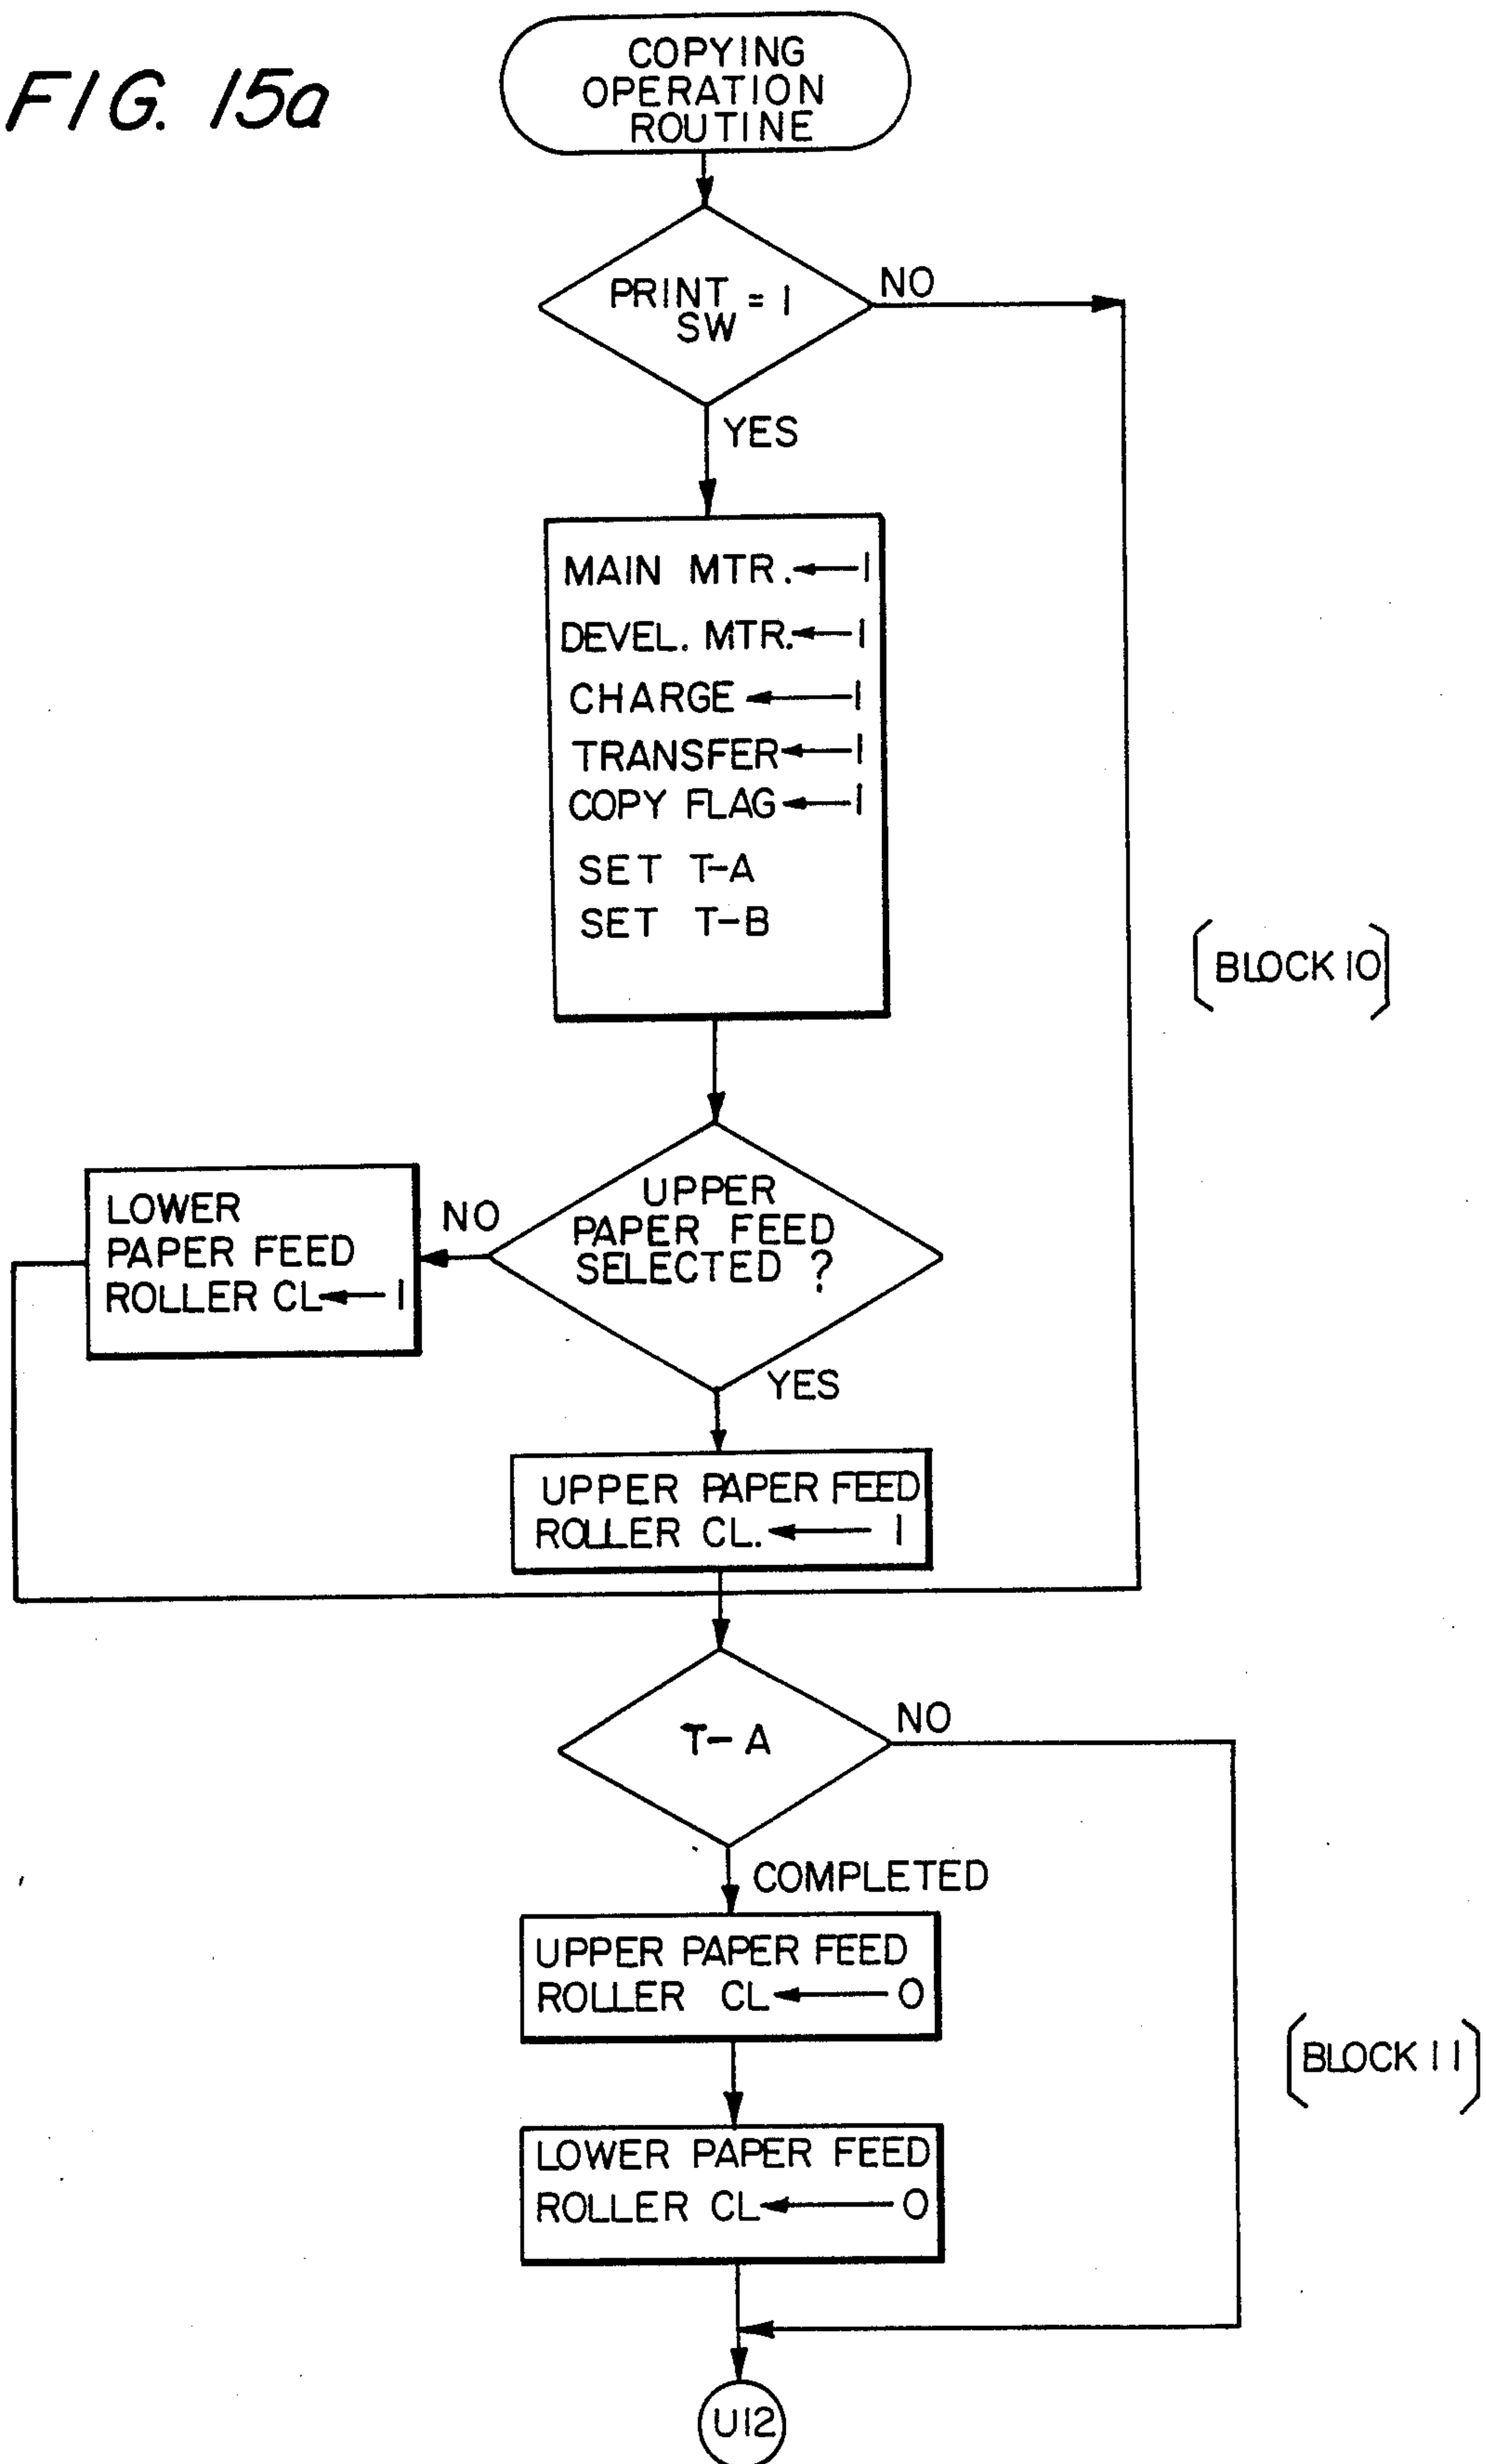 FIG. 15a
COPYING
OPERATION
ROUTINE
PRINT = 1
SW
NO
YES
MAIN MTR. ← 1
DEVEL. MTR. ← 1
CHARGE ← 1
TRANSFER ← 1
COPY FLAG ← 1
SET T-A
SET T-B
[BLOCK 10]
UPPER
PAPER FEED
SELECTED ?
NO
LOWER
PAPER FEED
ROLLER CL ← 1
YES
UPPER PAPER FEED
ROLLER CL. ← 1
T-A
NO
COMPLETED
UPPER PAPER FEED
ROLLER CL ← 0
[BLOCK 11]
LOWER PAPER FEED
ROLLER CL ← 0
U12